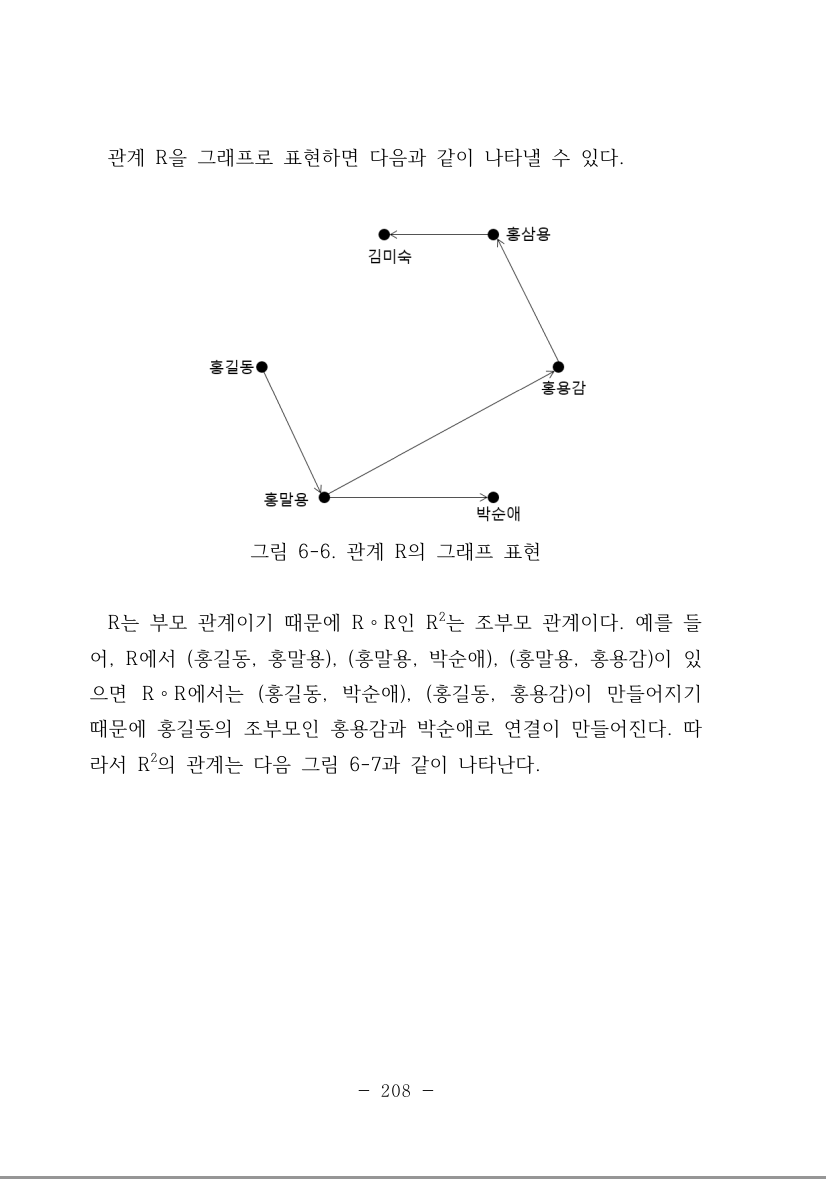 관계 R을 그래프로 표현하면 다음과 같이 나타낼 수 있다.
홍삼용
김미숙
홍길동
홍용감
홍말용
박순애
그림 6-6. 관계 R의 그래프 표현
R는 부모 관계이기 때문에 R∘R인 R²는 조부모 관계이다. 예를 들
어, R에서 (홍길동, 홍말용), (홍말용, 박순애), (홍말용, 홍용감)이 있
으면 R∘R에서는 (홍길동, 박순애), (홍길동, 홍용감)이 만들어지기
때문에 홍길동의 조부모인 홍용감과 박순애로 연결이 만들어진다. 따
라서 R²의 관계는 다음 그림 6-7과 같이 나타난다.
- 208 -